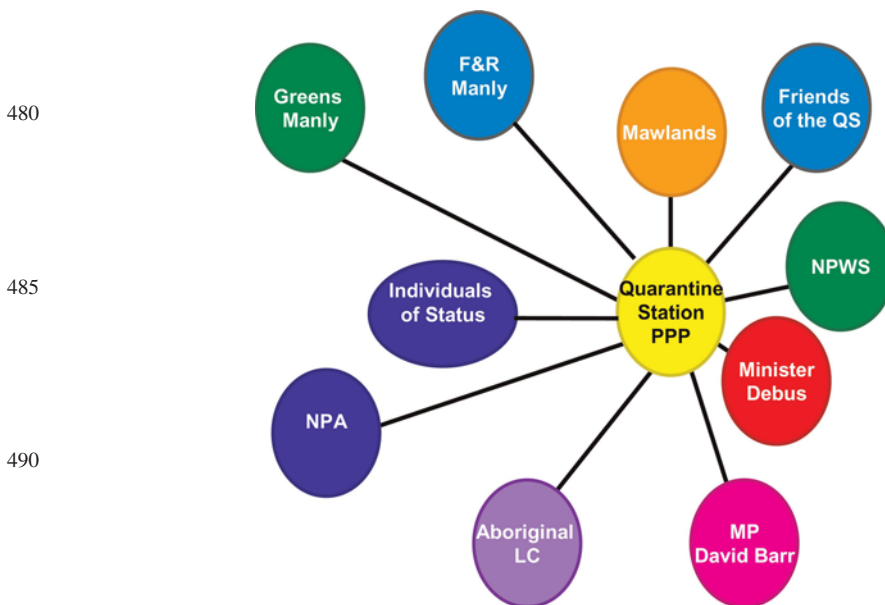 480
485
490
Greens
Manly
F&R
Manly
Mawlands
Friends
of the QS
NPWS
Individuals
of Status
Quarantine
Station
PPP
Minister
Debus
NPA
Aboriginal
LC
MP
David Barr